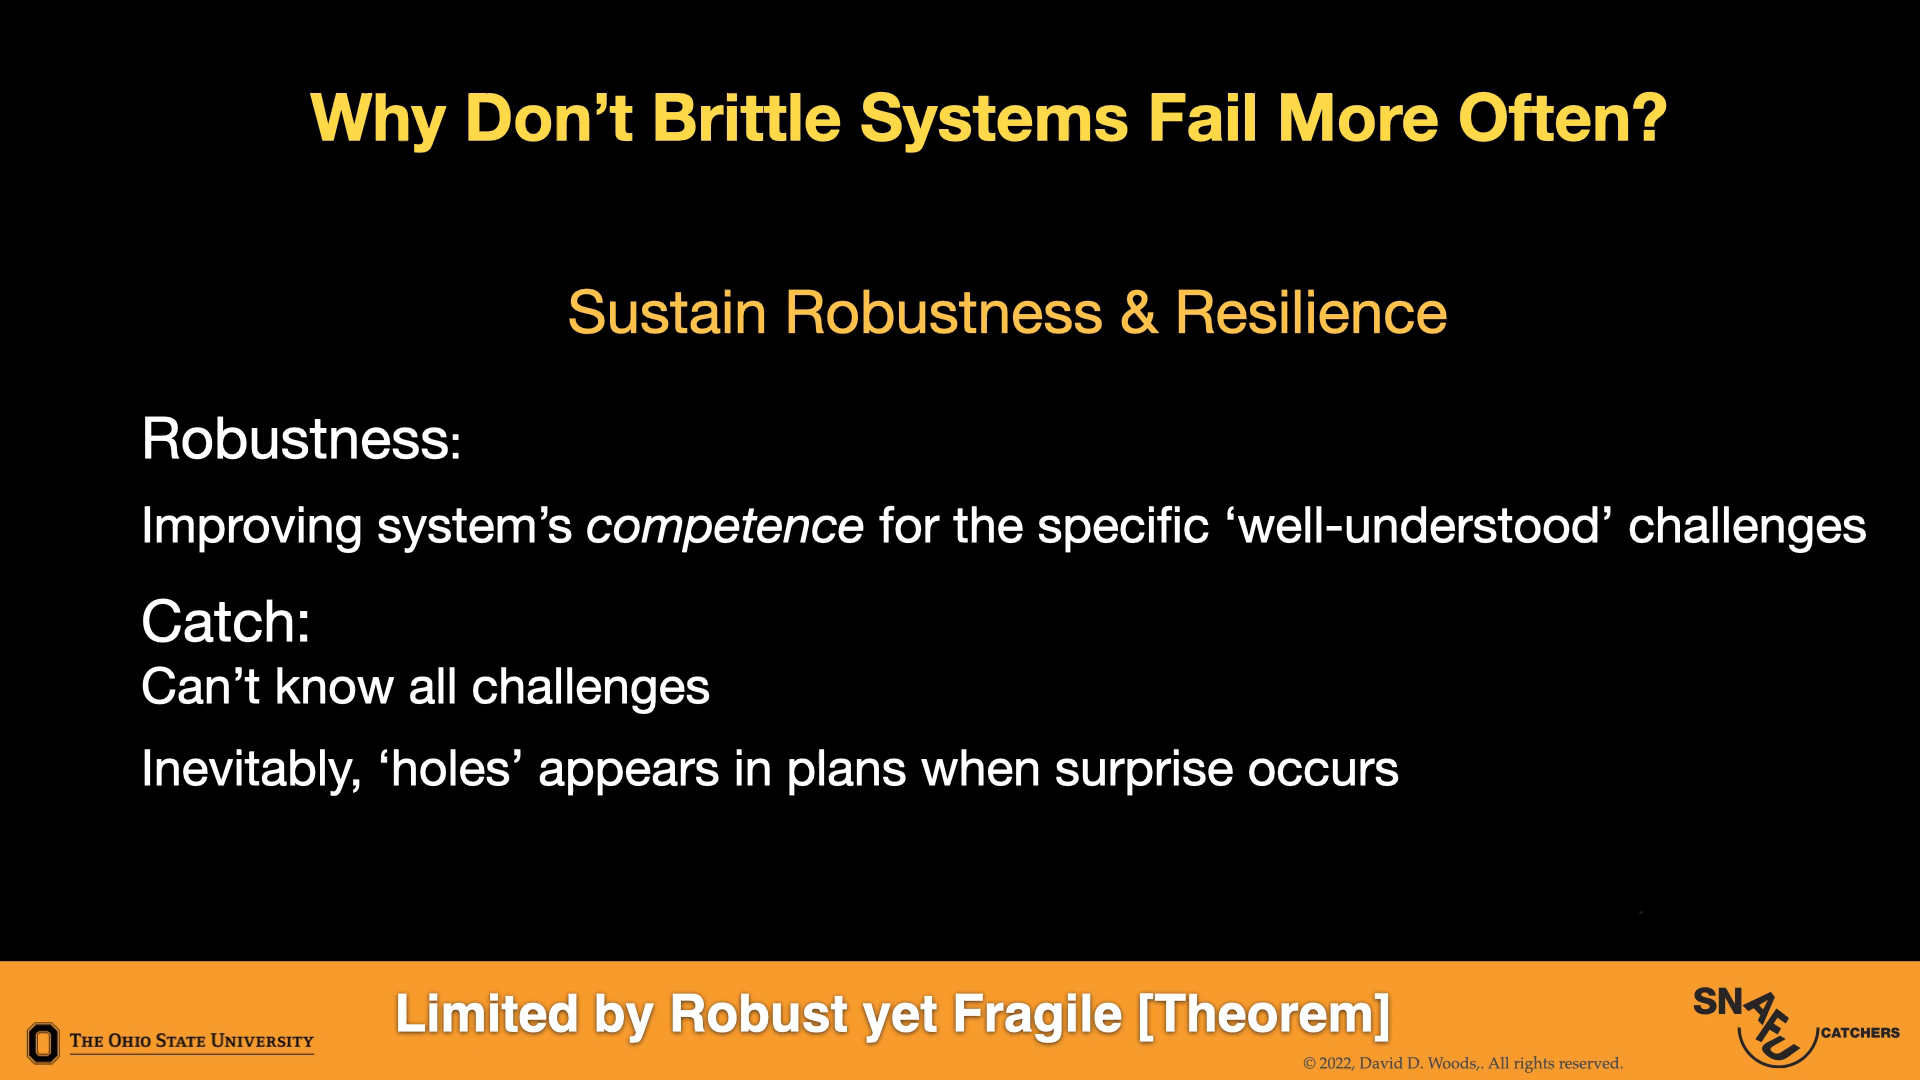 Why Don’t Brittle Systems Fail More Often?
Sustain Robustness & Resilience
Robustness:
Improving system’s competence for the specific ‘well-understood’ challenges
Catch:
Can’t know all challenges
Inevitably, ‘holes’ appears in plans when surprise occurs
Limited by Robust yet Fragile [Theorem]
THE OHIO STATE UNIVERSITY
© 2022, David D. Woods,. All rights reserved.
SNAFU CATCHERS